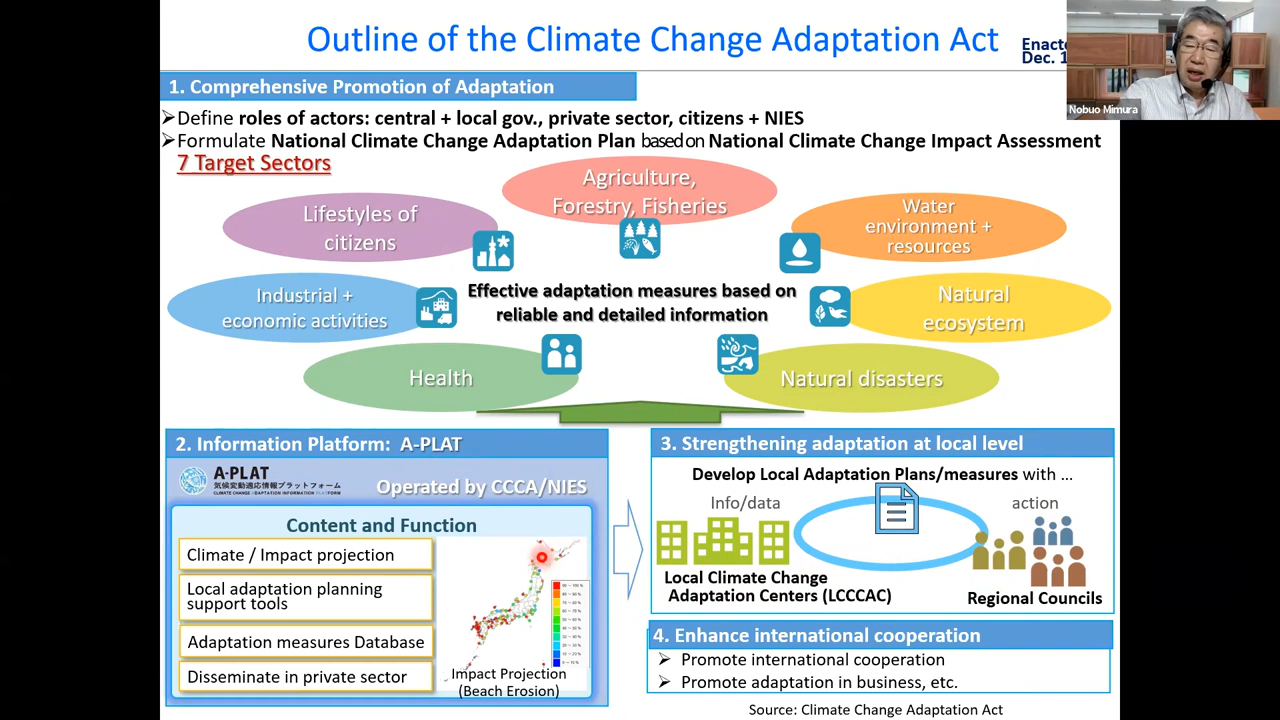 Outline of the Climate Change Adaptation Act
Enacte
Dec. 1
Nobuo Mimura
1. Comprehensive Promotion of Adaptation
➢Define roles of actors: central + local gov., private sector, citizens + NIES
➢Formulate National Climate Change Adaptation Plan based on National Climate Change Impact Assessment
7 Target Sectors
Agriculture,
Forestry, Fisheries
Lifestyles of
citizens
Water
environment +
resources
Industrial +
economic activities
Effective adaptation measures based on
reliable and detailed information
Natural
ecosystem
Health
Natural disasters
2. Information Platform: A-PLAT
A-PLAT
気候変動適応情報プラットフォーム
CLIMATE CHANGE ADAPTATION INFORMATION PLATFORM
Operated by CCCA/NIES
Content and Function
Climate / Impact projection
Local adaptation planning
support tools
Adaptation measures Database
Disseminate in private sector
Impact Projection
(Beach Erosion)
3. Strengthening adaptation at local level
Develop Local Adaptation Plans/measures with ...
Info/data
action
Local Climate Change
Adaptation Centers (LCCCAC)
Regional Councils
4. Enhance international cooperation
➢ Promote international cooperation
➢ Promote adaptation in business, etc.
Source: Climate Change Adaptation Act